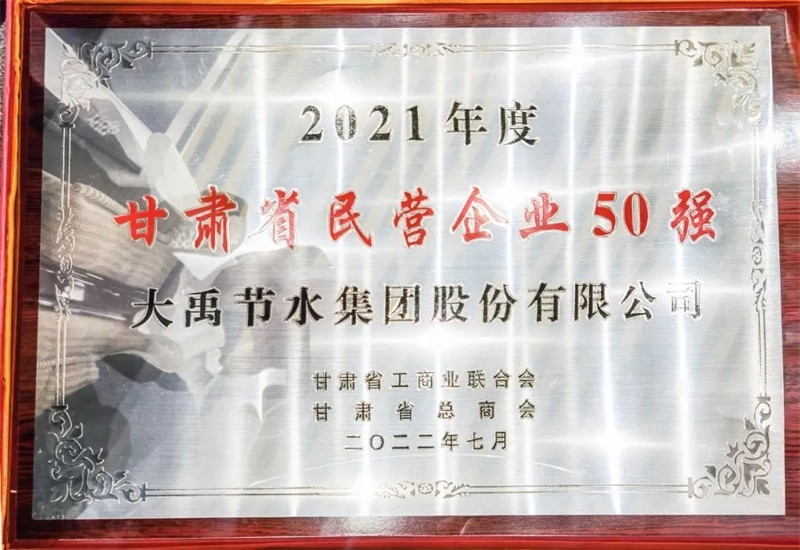 2021年度
甘肃省民营企业50强
大禹节水集团股份有限公司
甘肃省工商业联合会
甘肃省总商会
二〇二二年七月